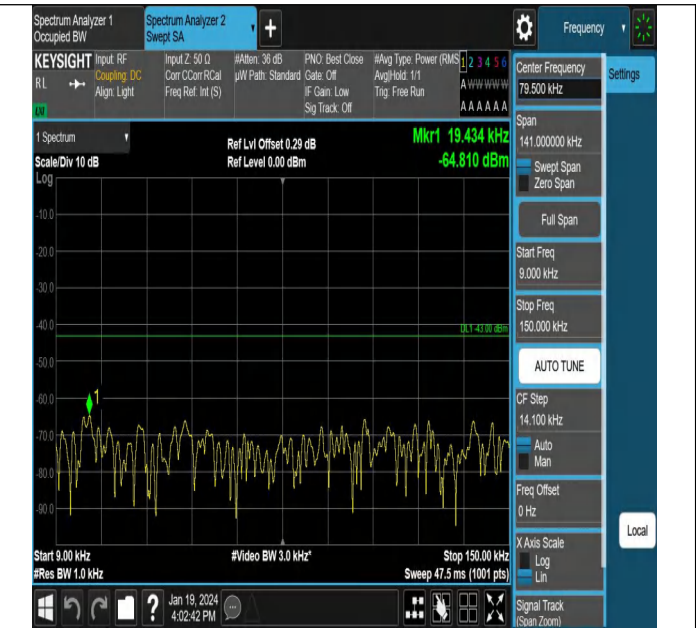 Spectrum Analyzer 1
Occupied BW
Spectrum Analyzer 2
Swept SA
Frequency
KEYSIGHT
RL
Input: RF
Coupling: DC
Align: Light
Input Z: 50 Ω
Corr CCorr RCal
Freq Ref: Int (S)
#Atten: 36 dB
µW Path: Standard
PNO: Best Close
Gate: Off
IF Gain: Low
Sig Track: Off
#Avg Type: Power (RMS
Avg|Hold: 1/1
Trig: Free Run
1 2 3 4 5 6
A W W W W W
A A A A A A
1 Spectrum
Scale/Div 10 dB
Log
Ref Lvl Offset 0.29 dB
Ref Level 0.00 dBm
Mkr1 19.434 kHz
-64.810 dBm
-10.0
-20.0
-30.0
-40.0
DL1 -43.00 dBm
-50.0
-60.0
1
-70.0
-80.0
-90.0
Start 9.00 kHz
#Res BW 1.0 kHz
#Video BW 3.0 kHz*
Stop 150.00 kHz
Sweep 47.5 ms (1001 pts)
Jan 19, 2024
4:02:42 PM
Center Frequency
79.500 kHz
Settings
Span
141.000000 kHz
Swept Span
Zero Span
Full Span
Start Freq
9.000 kHz
Stop Freq
150.000 kHz
AUTO TUNE
CF Step
14.100 kHz
Auto
Man
Freq Offset
0 Hz
Local
X Axis Scale
Log
Lin
Signal Track
(Span Zoom)